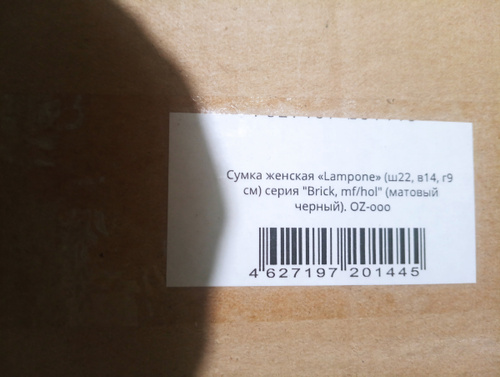 Сумка женская «Lampone» (ш22, в14, г9
см) серия "Brick, mf/hol" (матовый
черный). OZ-ooo
4 627197 201445